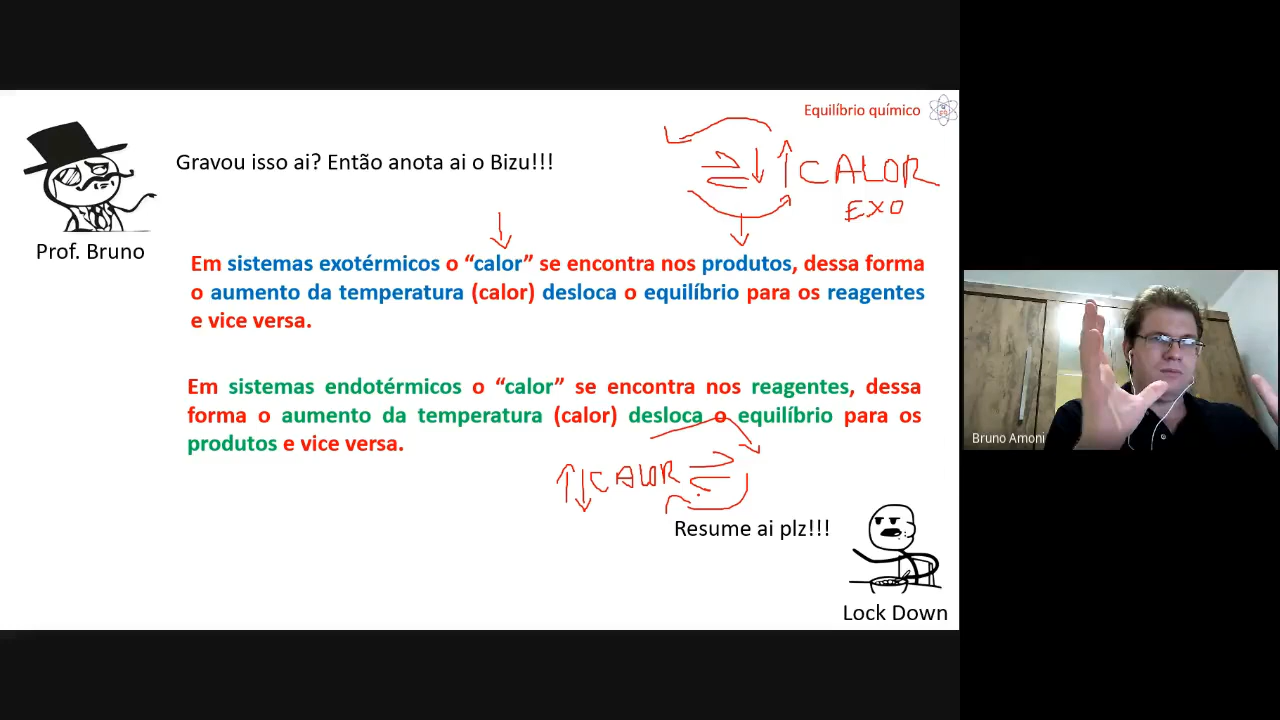 Equilíbrio químico
Gravou isso ai? Então anota ai o Bizu!!!
CALOR
EXO
Prof. Bruno
Em sistemas exotérmicos o “calor” se encontra nos produtos, dessa forma
o aumento da temperatura (calor) desloca o equilíbrio para os reagentes
e vice versa.
Em sistemas endotérmicos o “calor” se encontra nos reagentes, dessa
forma o aumento da temperatura (calor) desloca o equilíbrio para os
produtos e vice versa.
Bruno Amoni
CALOR
Resume ai plz!!!
Lock Down